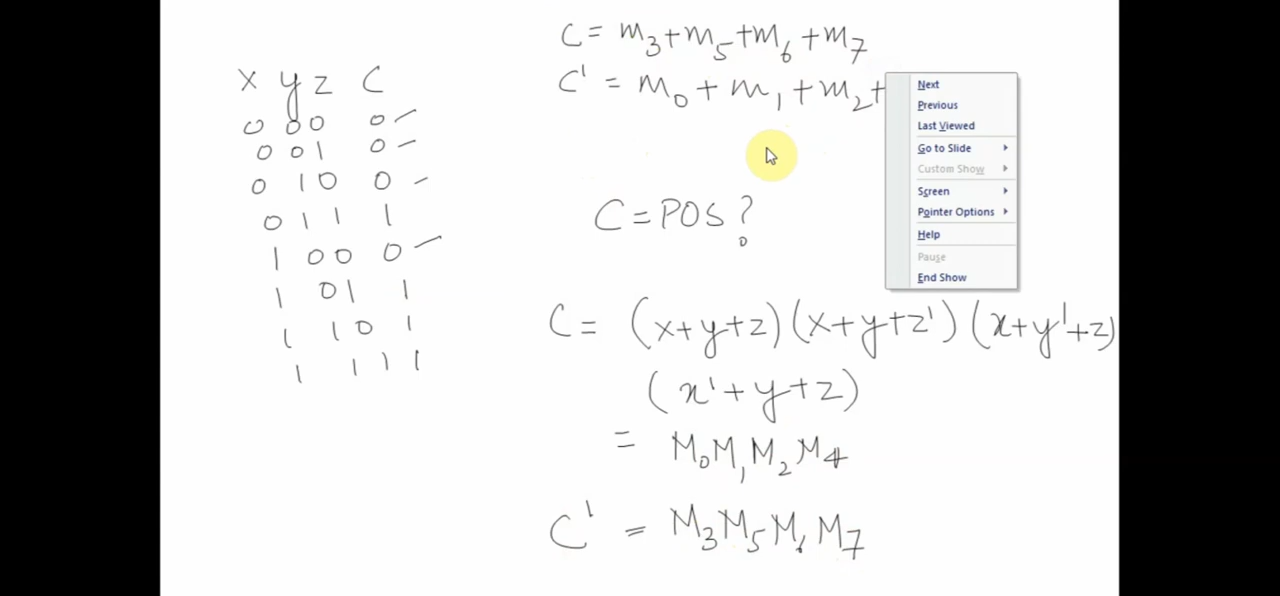 C = m3+m5+m6+m7
C' = m0+m1+m2+
x y z C
0 0 0 0
0 0 1 0
0 1 0 0
0 1 1 1
1 0 0 0
1 0 1 1
1 1 0 1
1 1 1 1
Next
Previous
Last Viewed
Go to Slide
Custom Show
Screen
Pointer Options
Help
Pause
End Show
C = POS ?
C = (x+y+z)(x+y+z')(x+y'+z)
(x'+y+z)
= M0M1M2M4
C' = M3M5M6M7